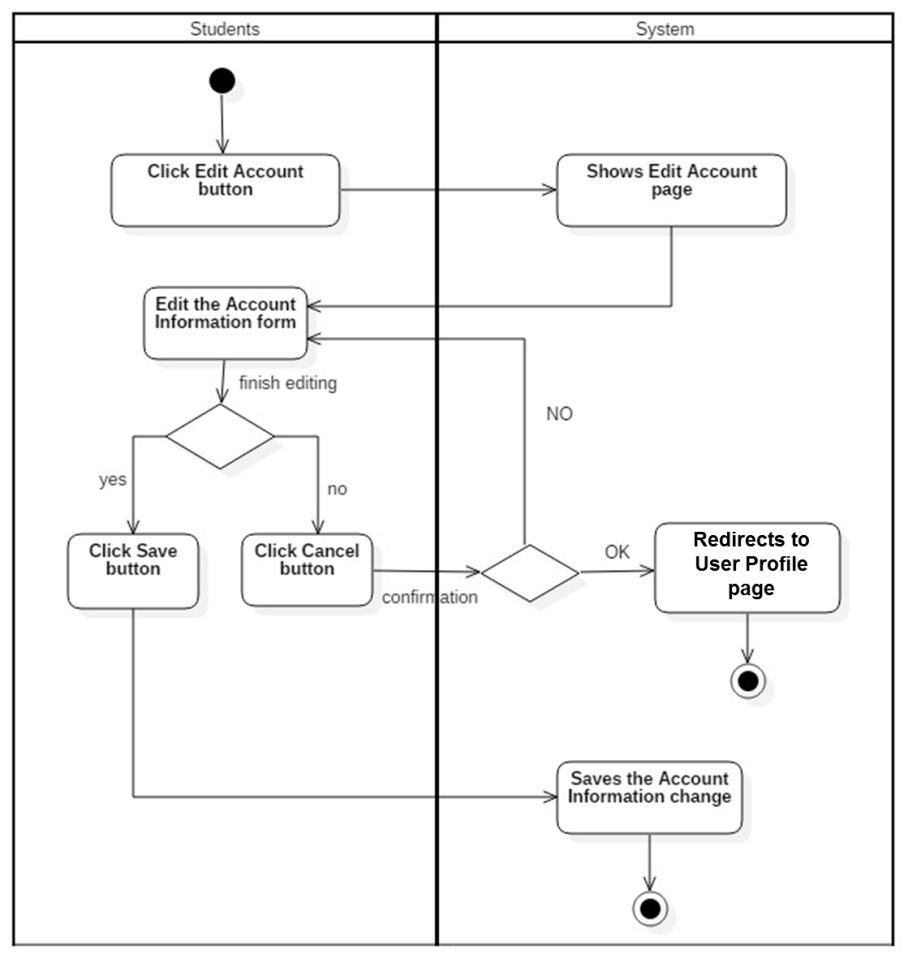 Students
System
Click Edit Account
button
Shows Edit Account
page
Edit the Account
Information form
finish editing
NO
yes
no
Click Save
button
Click Cancel
button
confirmation
OK
Redirects to
User Profile
page
Saves the Account
Information change